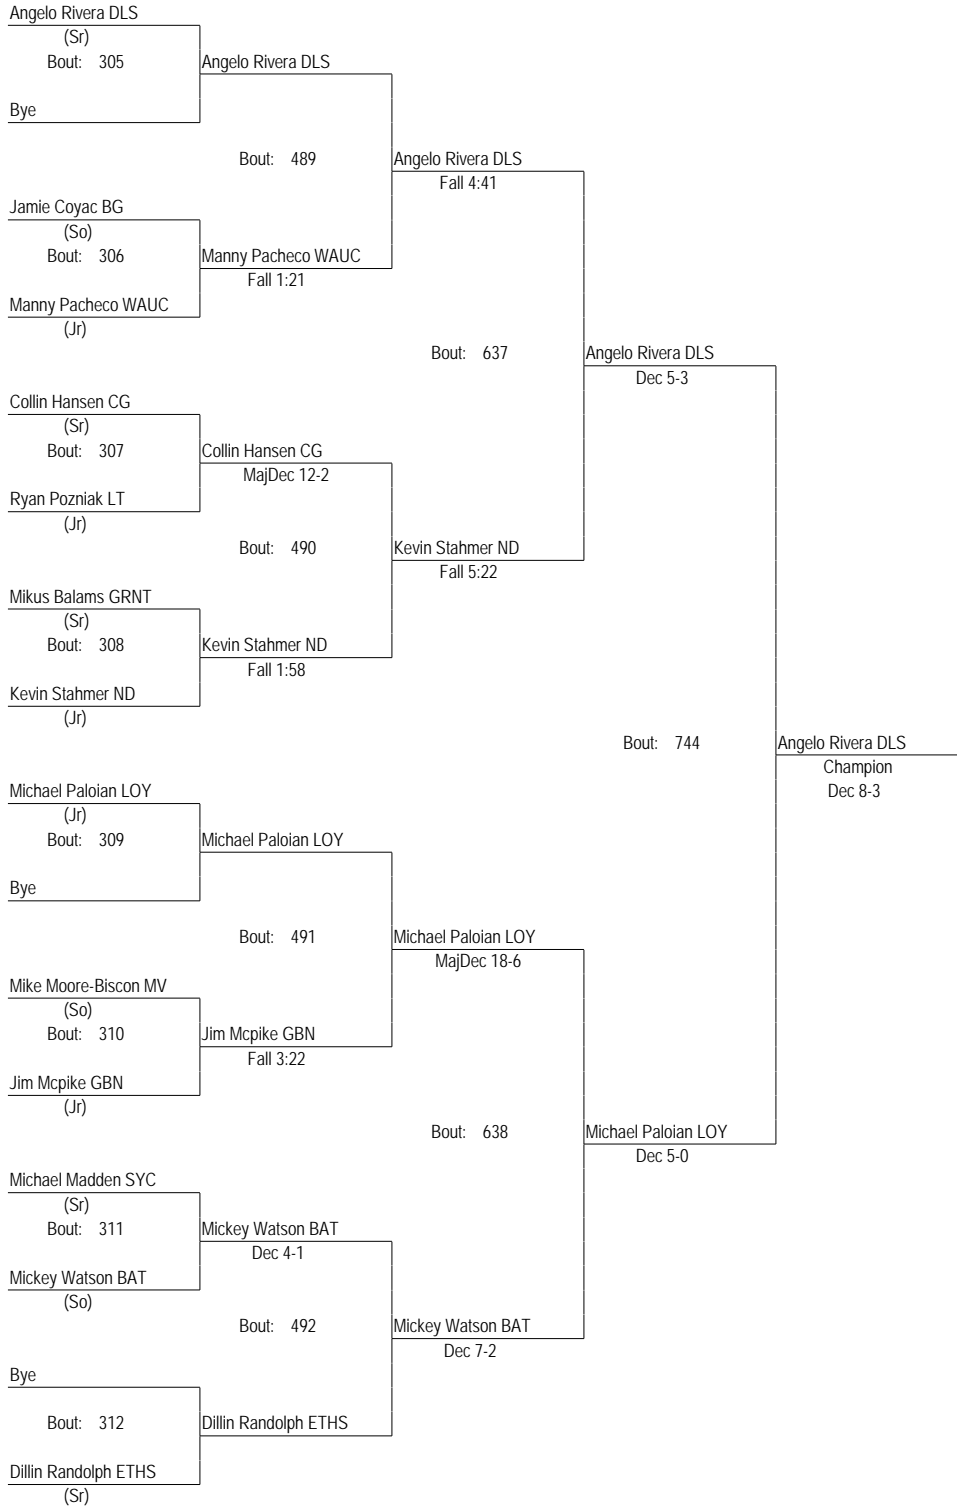 Angelo Rivera DLS
(Sr)
Bout: 305
Angelo Rivera DLS
Bye
Bout: 489
Angelo Rivera DLS
Fall 4:41
Jamie Coyac BG
(So)
Bout: 306
Manny Pacheco WAUC
Fall 1:21
Manny Pacheco WAUC
(Jr)
Bout: 637
Angelo Rivera DLS
Dec 5-3
Collin Hansen CG
(Sr)
Bout: 307
Collin Hansen CG
MajDec 12-2
Ryan Pozniak LT
(Jr)
Bout: 490
Kevin Stahmer ND
Fall 5:22
Mikus Balams GRNT
(Sr)
Bout: 308
Kevin Stahmer ND
Fall 1:58
Kevin Stahmer ND
(Jr)
Bout: 744
Angelo Rivera DLS
Champion
Dec 8-3
Michael Paloian LOY
(Jr)
Bout: 309
Michael Paloian LOY
Bye
Bout: 491
Michael Paloian LOY
MajDec 18-6
Mike Moore-Biscon MV
(So)
Bout: 310
Jim Mcpike GBN
Fall 3:22
Jim Mcpike GBN
(Jr)
Bout: 638
Michael Paloian LOY
Dec 5-0
Michael Madden SYC
(Sr)
Bout: 311
Mickey Watson BAT
Dec 4-1
Mickey Watson BAT
(So)
Bout: 492
Mickey Watson BAT
Dec 7-2
Bye
Bout: 312
Dillin Randolph ETHS
Dillin Randolph ETHS
(Sr)